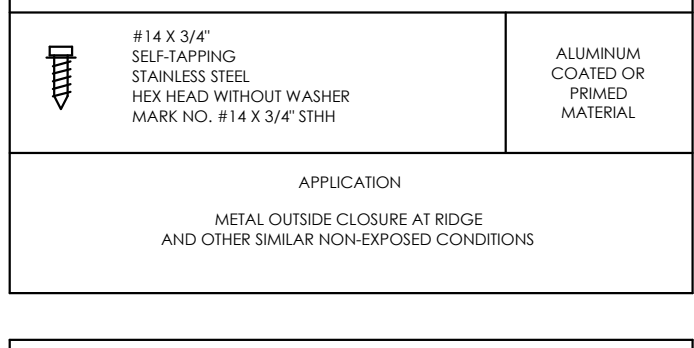 #14 X 3/4"
SELF-TAPPING
STAINLESS STEEL
HEX HEAD WITHOUT WASHER
MARK NO. #14 X 3/4" STHH
ALUMINUM
COATED OR
PRIMED
MATERIAL
APPLICATION
METAL OUTSIDE CLOSURE AT RIDGE
AND OTHER SIMILAR NON-EXPOSED CONDITIONS